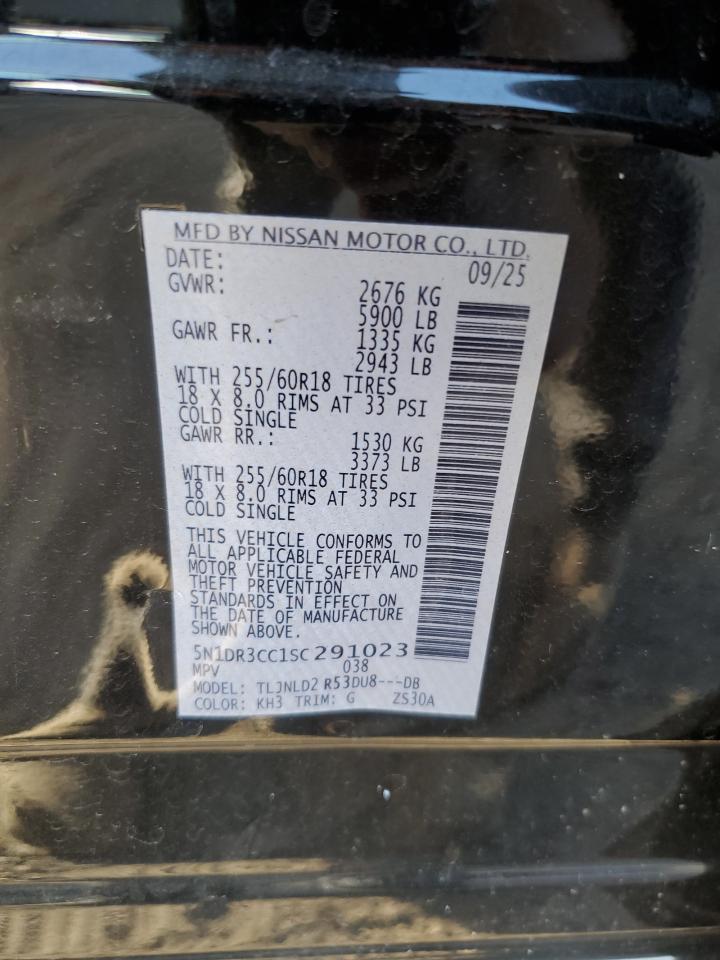 MFD BY NISSAN MOTOR CO., LTD.
DATE: 09/25
GVWR: 2676 KG
5900 LB
GAWR FR.: 1335 KG
2943 LB
WITH 255/60R18 TIRES
18 X 8.0 RIMS AT 33 PSI
COLD SINGLE
GAWR RR.: 1530 KG
3373 LB
WITH 255/60R18 TIRES
18 X 8.0 RIMS AT 33 PSI
COLD SINGLE
THIS VEHICLE CONFORMS TO
ALL APPLICABLE FEDERAL
MOTOR VEHICLE SAFETY AND
THEFT PREVENTION
STANDARDS IN EFFECT ON
THE DATE OF MANUFACTURE
SHOWN ABOVE.
5N1DR3CC1SC291023
MPV 038
MODEL: TLJNLD2 R53DU8---DB
COLOR: KH3 TRIM: G ZS30A